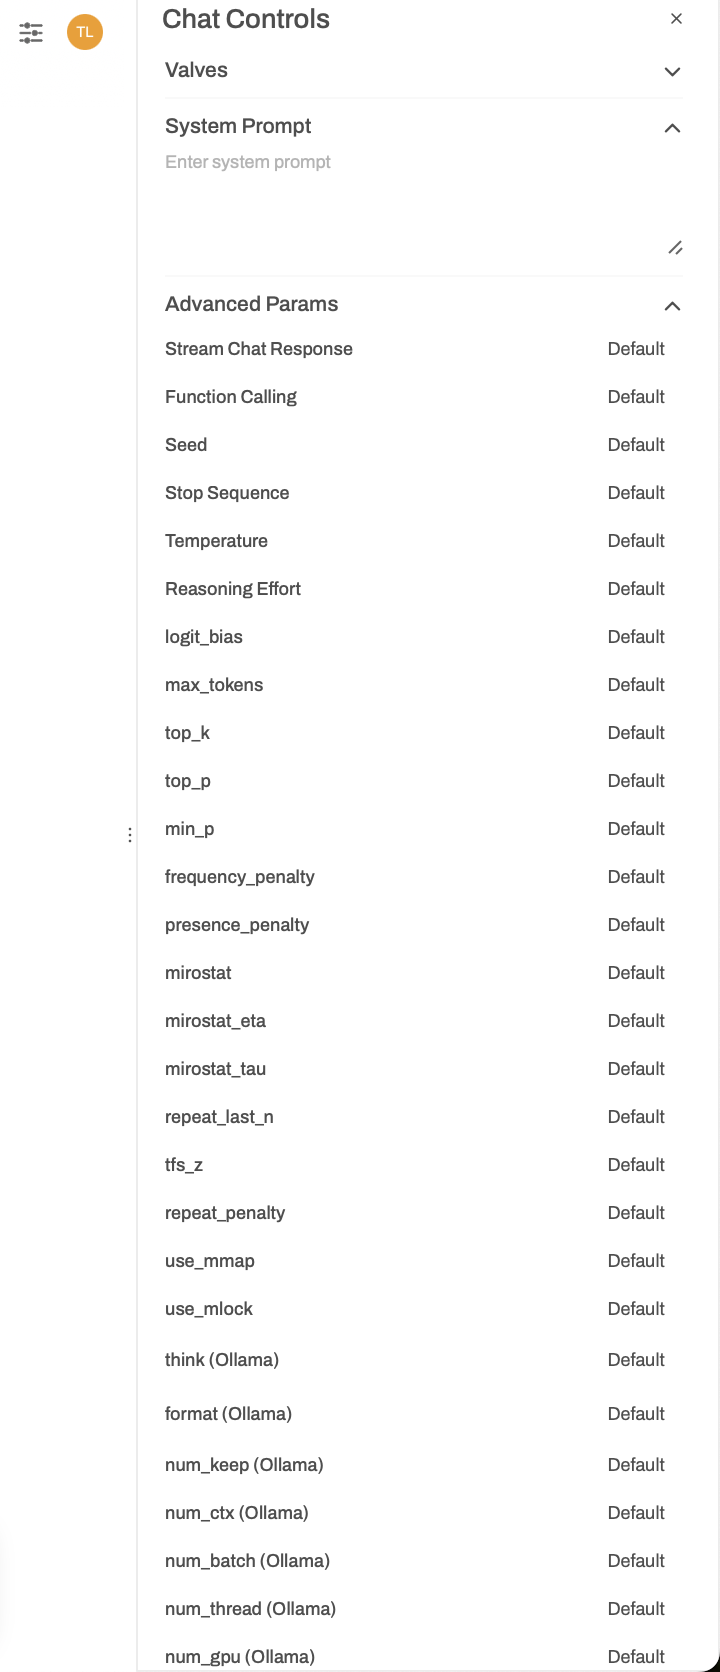 TL
Chat Controls
Valves
System Prompt
Enter system prompt
Advanced Params
Stream Chat Response Default
Function Calling Default
Seed Default
Stop Sequence Default
Temperature Default
Reasoning Effort Default
logit_bias Default
max_tokens Default
top_k Default
top_p Default
min_p Default
frequency_penalty Default
presence_penalty Default
mirostat Default
mirostat_eta Default
mirostat_tau Default
repeat_last_n Default
tfs_z Default
repeat_penalty Default
use_mmap Default
use_mlock Default
think (Ollama) Default
format (Ollama) Default
num_keep (Ollama) Default
num_ctx (Ollama) Default
num_batch (Ollama) Default
num_thread (Ollama) Default
num_gpu (Ollama) Default